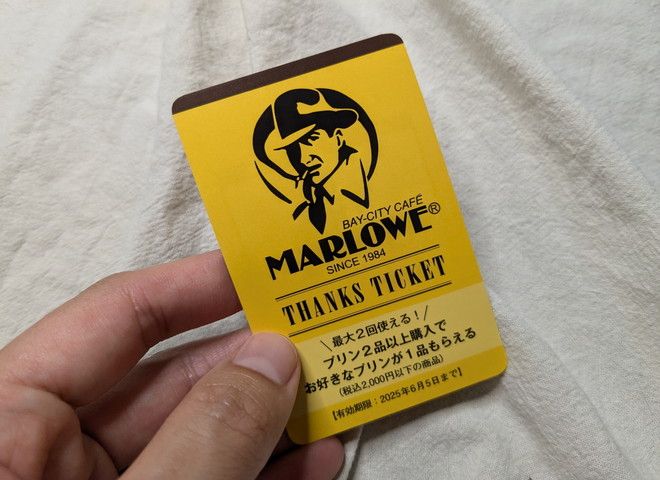 BAY-CITY CAFÉ
MARLOWE®
SINCE 1984
THANKS TICKET
\最大2回使える!/
プリン2品以上購入で
お好きなプリンが1品もらえる
(税込2,000円以下の商品)
【有効期限:2025年6月5日まで】